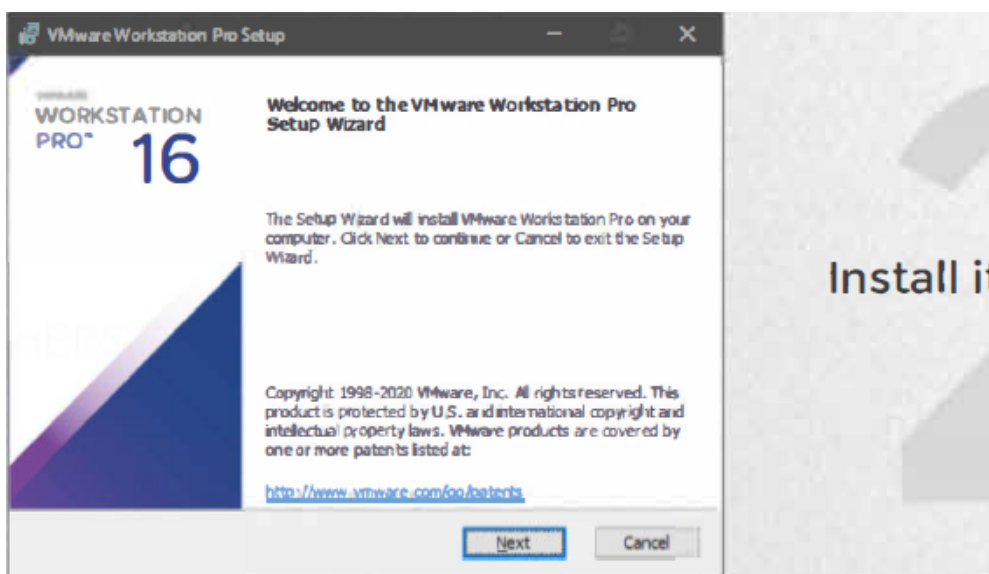 VMware Workstation Pro Setup
VMWARE
WORKSTATION
PRO™
16
Welcome to the VMware Workstation Pro
Setup Wizard
The Setup Wizard will install VMware Workstation Pro on your
computer. Click Next to continue or Cancel to exit the Setup
Wizard.
Copyright 1998-2020 VMware, Inc. All rights reserved. This
product is protected by U.S. and international copyright and
intellectual property laws. VMware products are covered by
one or more patents listed at:
http://www.vmware.com/go/patents
Next
Cancel
2
Install it